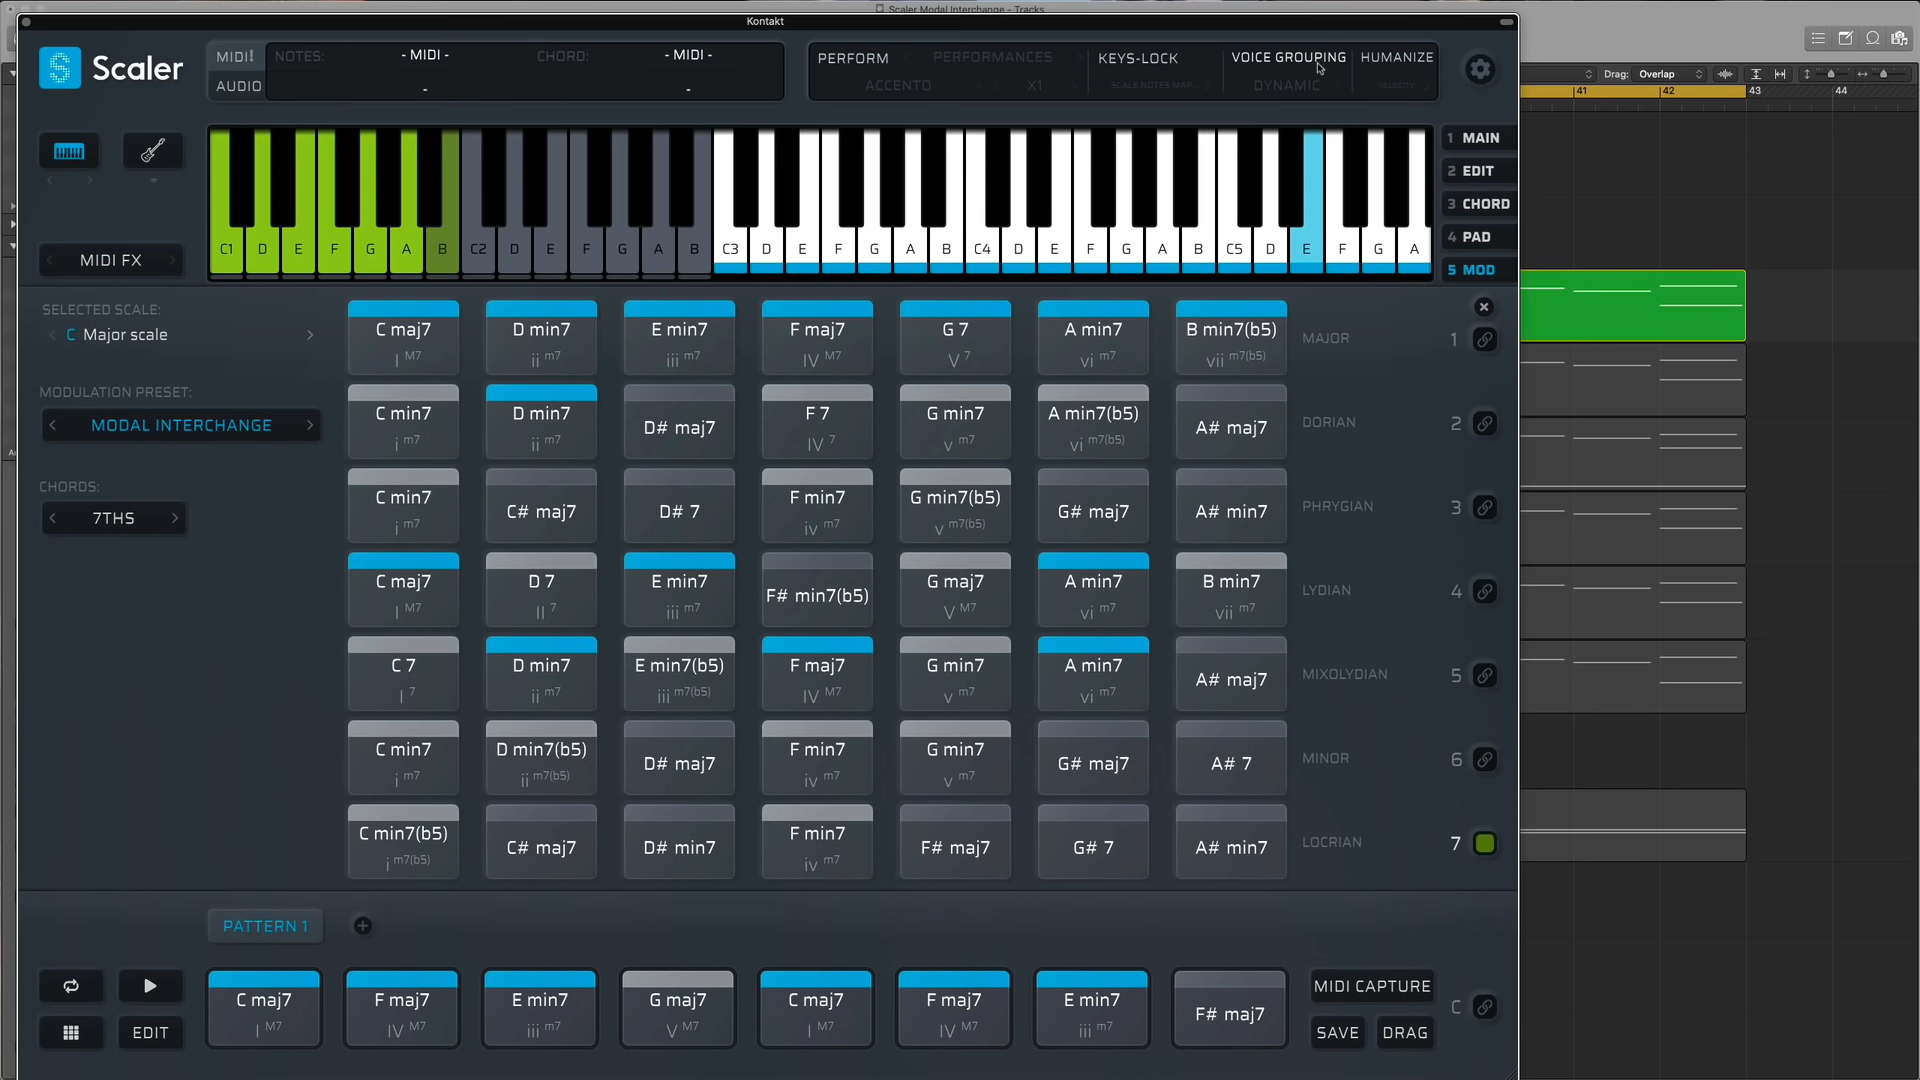 Scaler Modal Interchange - Tracks
Kontakt
Scaler
MIDI
AUDIO
NOTES: - MIDI - CHORD: - MIDI -
- -
PERFORM PERFORMANCES KEYS-LOCK VOICE GROUPING HUMANIZE
ACCENTO X1 SCALE NOTES MAP... DYNAMIC VELOCITY
Drag: Overlap
41 42 43 44
C1 D E F G A B C2 D E F G A B C3 D E F G A B C4 D E F G A B C5 D E F G A
1 MAIN
2 EDIT
3 CHORD
4 PAD
5 MOD
MIDI FX
SELECTED SCALE:
C Major scale
MODULATION PRESET:
MODAL INTERCHANGE
CHORDS:
7THS
C maj7 D min7 E min7 F maj7 G 7 A min7 B min7(b5) MAJOR 1
I M7 ii m7 iii m7 IV M7 V 7 vi m7 vii m7(b5)
C min7 D min7 D# maj7 F 7 G min7 A min7(b5) A# maj7 DORIAN 2
i m7 ii m7 IV 7 v m7 vi m7(b5)
C min7 C# maj7 D# 7 F min7 G min7(b5) G# maj7 A# min7 PHRYGIAN 3
i m7 iv m7 v m7(b5)
C maj7 D 7 E min7 F# min7(b5) G maj7 A min7 B min7 LYDIAN 4
I M7 II 7 iii m7 V M7 vi m7 vii m7
C 7 D min7 E min7(b5) F maj7 G min7 A min7 A# maj7 MIXOLYDIAN 5
I 7 ii m7 iii m7(b5) IV M7 v m7 vi m7
C min7 D min7(b5) D# maj7 F min7 G min7 G# maj7 A# 7 MINOR 6
i m7 ii m7(b5) iv m7 v m7
C min7(b5) C# maj7 D# min7 F min7 F# maj7 G# 7 A# min7 LOCRIAN 7
i m7(b5) iv m7
PATTERN 1
C maj7 F maj7 E min7 G maj7 C maj7 F maj7 E min7 F# maj7
I M7 IV M7 iii m7 V M7 I M7 IV M7 iii m7
MIDI CAPTURE
C
EDIT
SAVE DRAG